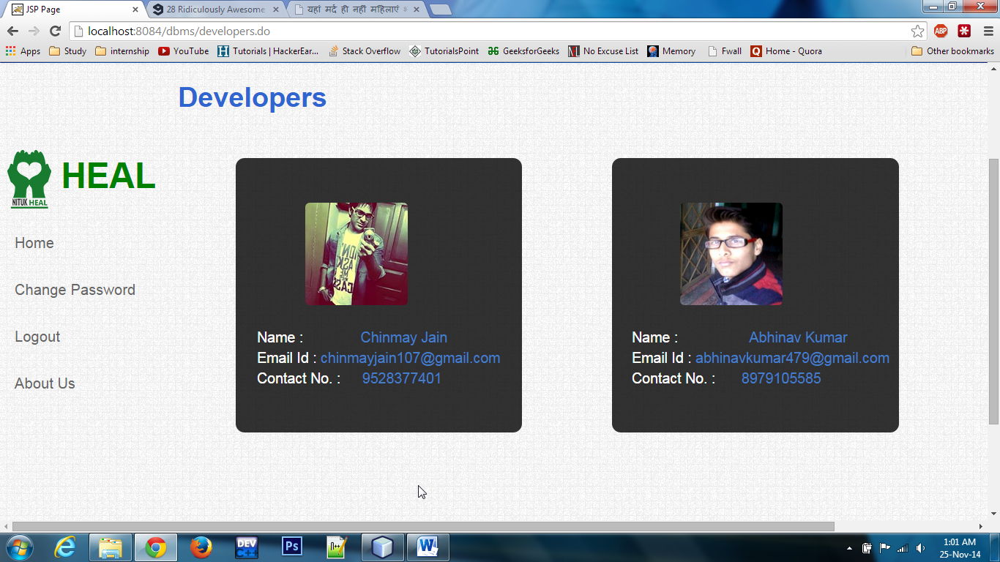 JSP Page
28 Ridiculously Awesome
यहां मर्द ही नहीं महिलाएं
localhost:8084/dbms/developers.do
ABP
Apps
Study
internship
YouTube
Tutorials | HackerEar...
Stack Overflow
TutorialsPoint
GeeksforGeeks
No Excuse List
Memory
Fwall
Home - Quora
Other bookmarks
Developers
NITUK HEAL
HEAL
Home
Change Password
Logout
About Us
Name : Chinmay Jain
Email Id : chinmayjain107@gmail.com
Contact No. : 9528377401
Name : Abhinav Kumar
Email Id : abhinavkumar479@gmail.com
Contact No. : 8979105585
DEV
C++
Ps
1:01 AM
25-Nov-14